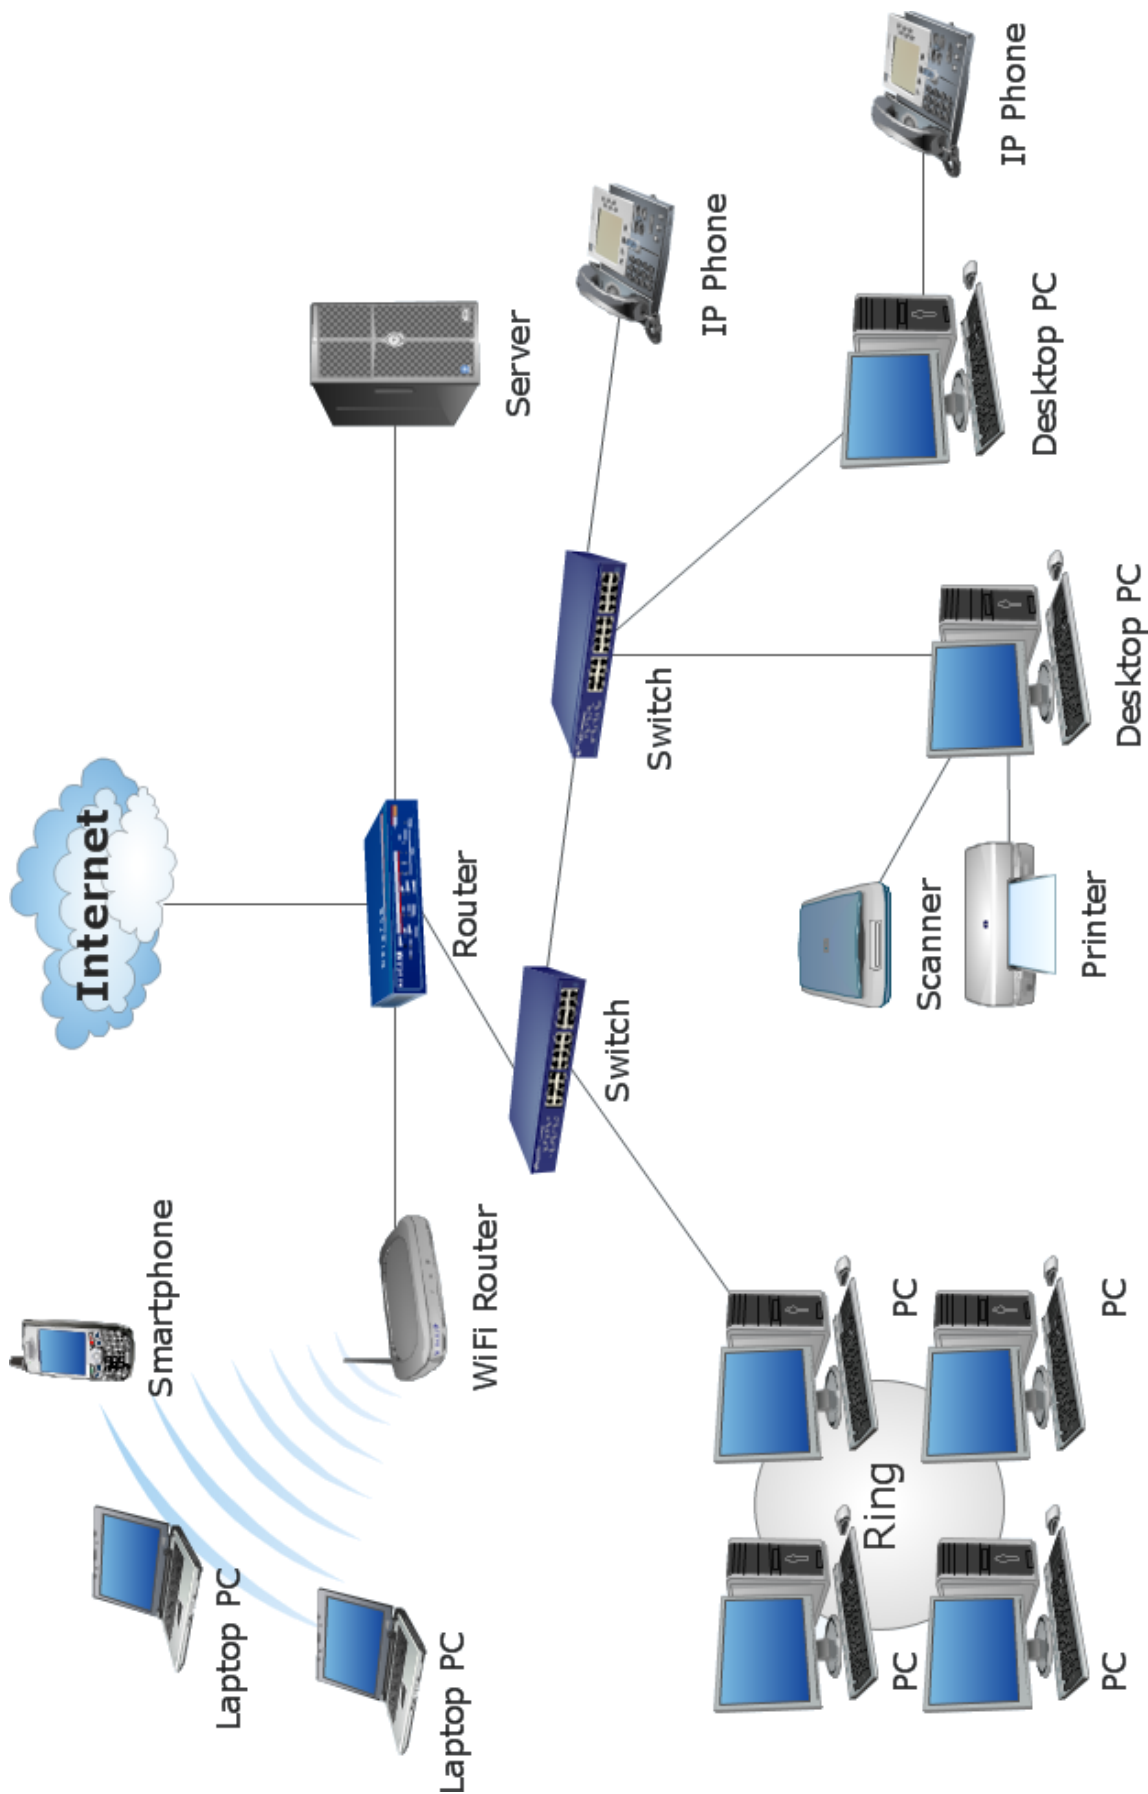 Internet
Smartphone
Laptop PC
Laptop PC
WiFi Router
Router
Server
Switch
Switch
IP Phone
Ring
PC
PC
Scanner
IP Phone
Desktop PC
Printer
PC
PC
Desktop PC